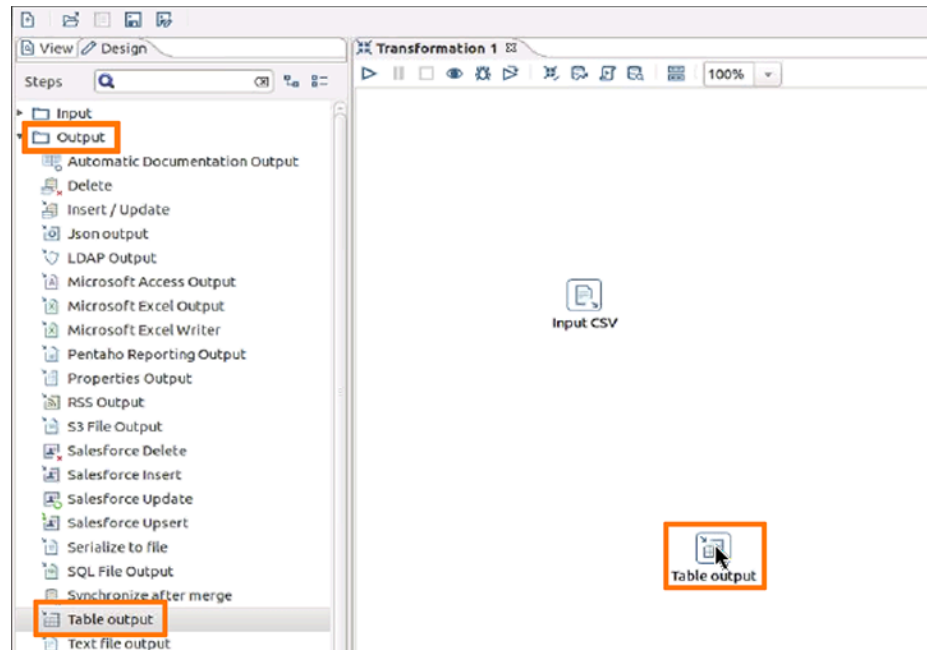 View Design
Transformation 1
Steps
100%
Input
Output
Automatic Documentation Output
Delete
Insert / Update
Json output
LDAP Output
Microsoft Access Output
Microsoft Excel Output
Microsoft Excel Writer
Pentaho Reporting Output
Properties Output
RSS Output
S3 File Output
Salesforce Delete
Salesforce Insert
Salesforce Update
Salesforce Upsert
Serialize to file
SQL File Output
Synchronize after merge
Table output
Text file output
Input CSV
Table output